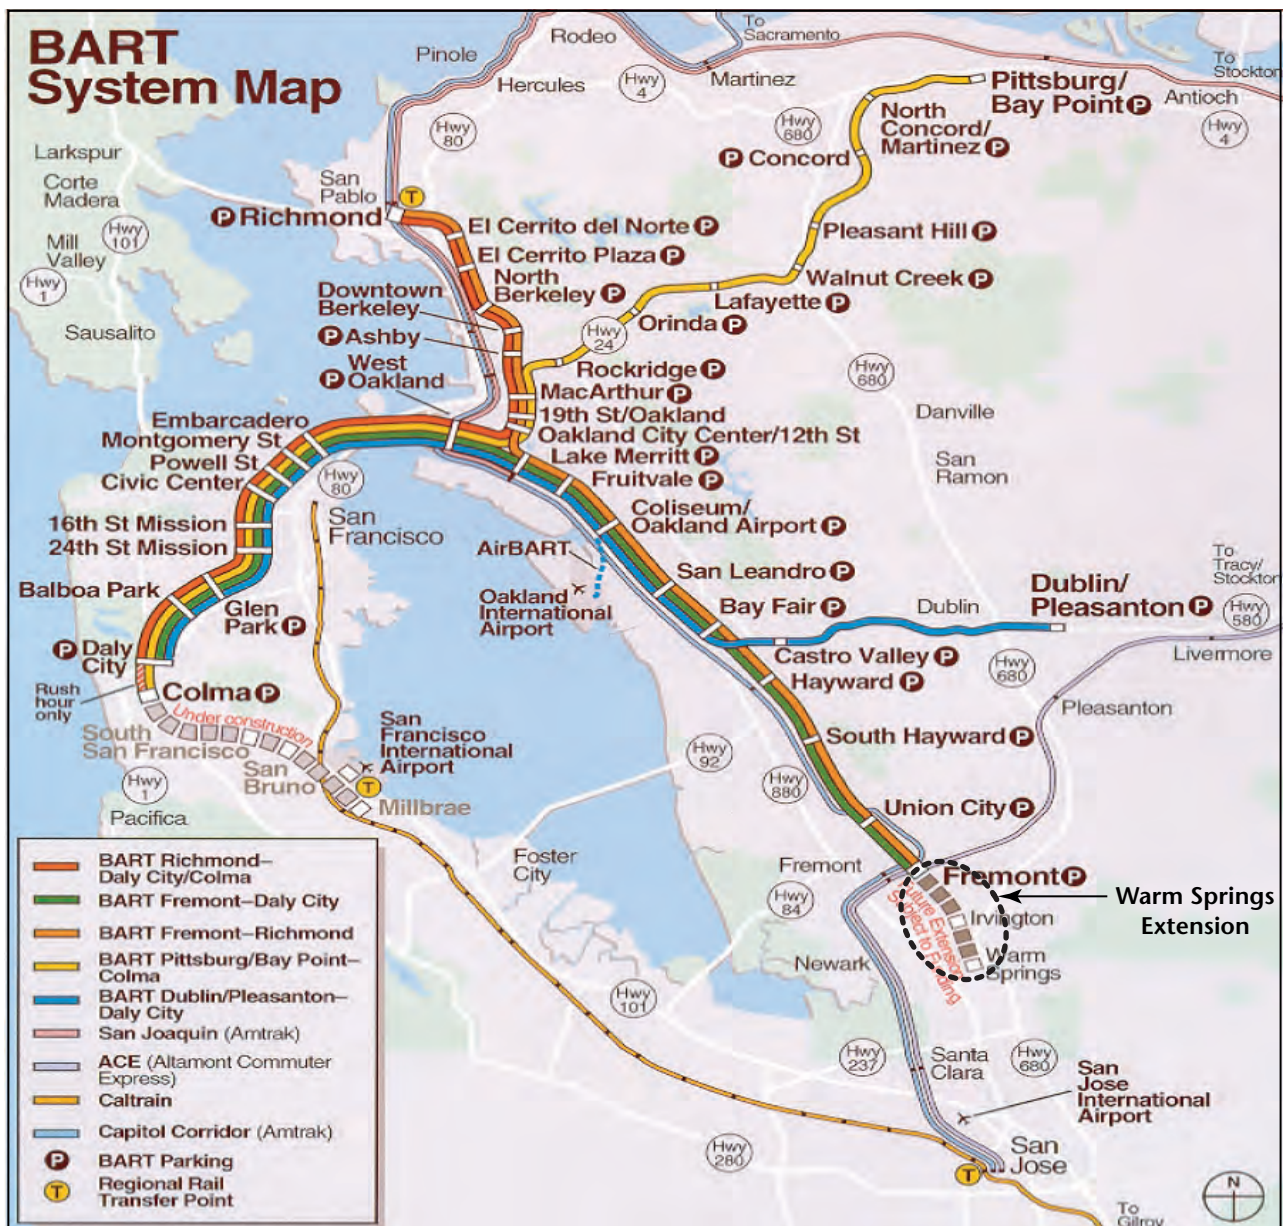 BART
System Map
Pinole
Rodeo
To
Sacramento
Hercules
Hwy
4
Martinez
To
Stockton
Pittsburg/
Bay Point P
Antioch
Hwy
4
Hwy
80
Hwy
680
North
Concord/
Martinez P
P Concord
Larkspur
Corte
Madera
Hwy
101
Mill
Valley
Hwy
1
Sausalito
San
Pablo
T
P Richmond
El Cerrito del Norte P
El Cerrito Plaza P
North
Berkeley P
Pleasant Hill P
Walnut Creek P
Lafayette P
Orinda P
Hwy
24
Downtown
Berkeley
P Ashby
West
P Oakland
Rockridge P
MacArthur P
19th St/Oakland
Oakland City Center/12th St
Lake Merritt P
Fruitvale P
Coliseum/
Oakland Airport P
Hwy
680
Danville
San
Ramon
Embarcadero
Montgomery St
Powell St
Civic Center
16th St Mission
24th St Mission
Balboa Park
Glen
Park P
P Daly
City
Hwy
80
San
Francisco
AirBART
Oakland
International
Airport
San Leandro P
Bay Fair P
Dublin
Dublin/
Pleasanton P
To
Tracy/
Stockton
Hwy
580
Livermore
Castro Valley P
Hayward P
Hwy
680
Pleasanton
Rush
hour
only
Colma P
Under construction
South
San Francisco
San
Bruno
San
Francisco
International
Airport
T
Millbrae
Hwy
1
Pacifica
South Hayward P
Hwy
92
Hwy
880
Union City P
Foster
City
Fremont
Hwy
84
Fremont P
Warm Springs
Extension
Irvington
Warm
Springs
Future Extension
Subject to Funding
Newark
Hwy
101
Hwy
237
Santa
Clara
Hwy
680
San
Jose
International
Airport
Hwy
280
San
Jose
T
To
Gilroy
N
BART Richmond–
Daly City/Colma
BART Fremont–Daly City
BART Fremont–Richmond
BART Pittsburg/Bay Point–
Colma
BART Dublin/Pleasanton–
Daly City
San Joaquin (Amtrak)
ACE (Altamont Commuter
Express)
Caltrain
Capitol Corridor (Amtrak)
P BART Parking
T Regional Rail
Transfer Point